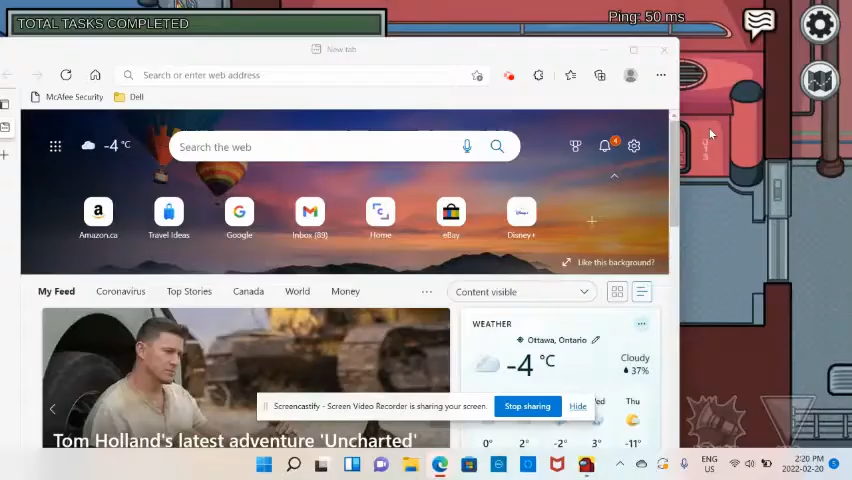 TOTAL TASKS COMPLETED
Ping: 50 ms
New tab
Search or enter web address
McAfee Security
Dell
-4 °C
Search the web
4
Amazon.ca
Travel Ideas
Google
Inbox (89)
Home
eBay
Disney+
Like this background?
My Feed
Coronavirus
Top Stories
Canada
World
Money
Content visible
WEATHER
Ottawa, Ontario
-4 °C
Cloudy
37%
Screencastify - Screen Video Recorder is sharing your screen.
Stop sharing
Hide
Wed
Thu
Tom Holland's latest adventure 'Uncharted'
0° 2° -2° 3° -11°
ENG
US
2:20 PM
2022-02-20
5